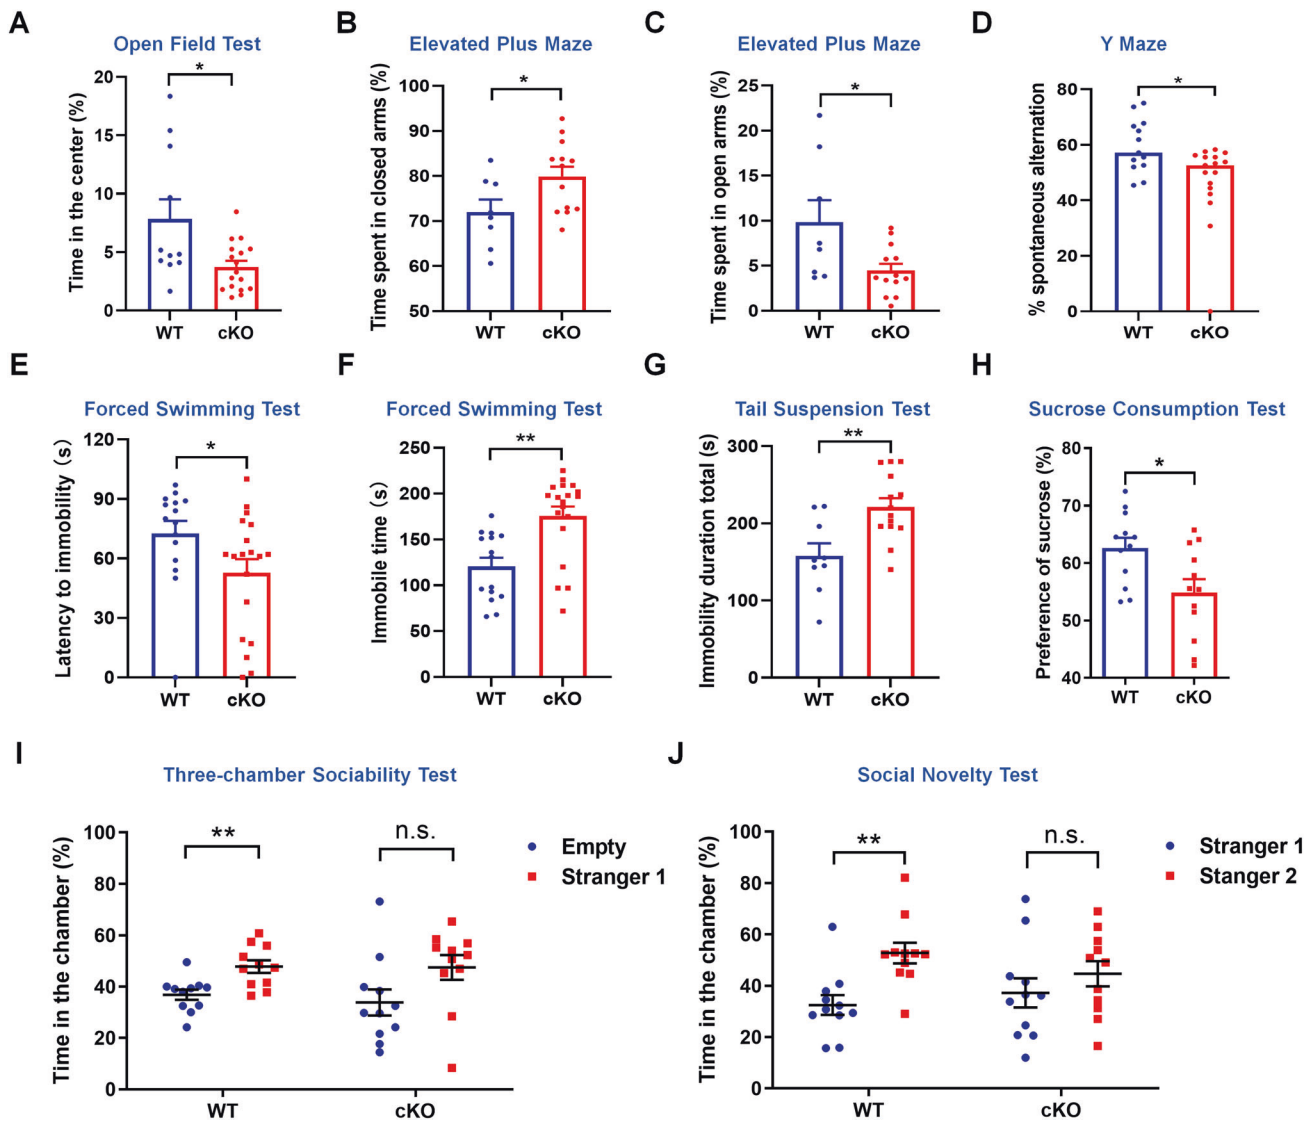 A
Open Field Test
Time in the center (%)
20
15
10
5
0
*
WT
cKO
B
Elevated Plus Maze
Time spent in closed arms (%)
100
90
80
70
60
50
*
WT
cKO
C
Elevated Plus Maze
Time spent in open arms (%)
25
20
15
10
5
0
*
WT
cKO
D
Y Maze
% spontaneous alternation
80
60
40
20
0
*
WT
cKO
E
Forced Swimming Test
Latency to immobility (s)
120
90
60
30
0
*
WT
cKO
F
Forced Swimming Test
Immobile time (s)
250
200
150
100
50
0
**
WT
cKO
G
Tail Suspension Test
Immobility duration total (s)
300
200
100
0
**
WT
cKO
H
Sucrose Consumption Test
Preference of sucrose (%)
80
70
60
50
40
*
WT
cKO
I
Three-chamber Sociability Test
Time in the chamber (%)
100
80
60
40
20
0
**
n.s.
WT
cKO
Empty
Stranger 1
J
Social Novelty Test
Time in the chamber (%)
100
80
60
40
20
0
**
n.s.
WT
cKO
Stranger 1
Stanger 2